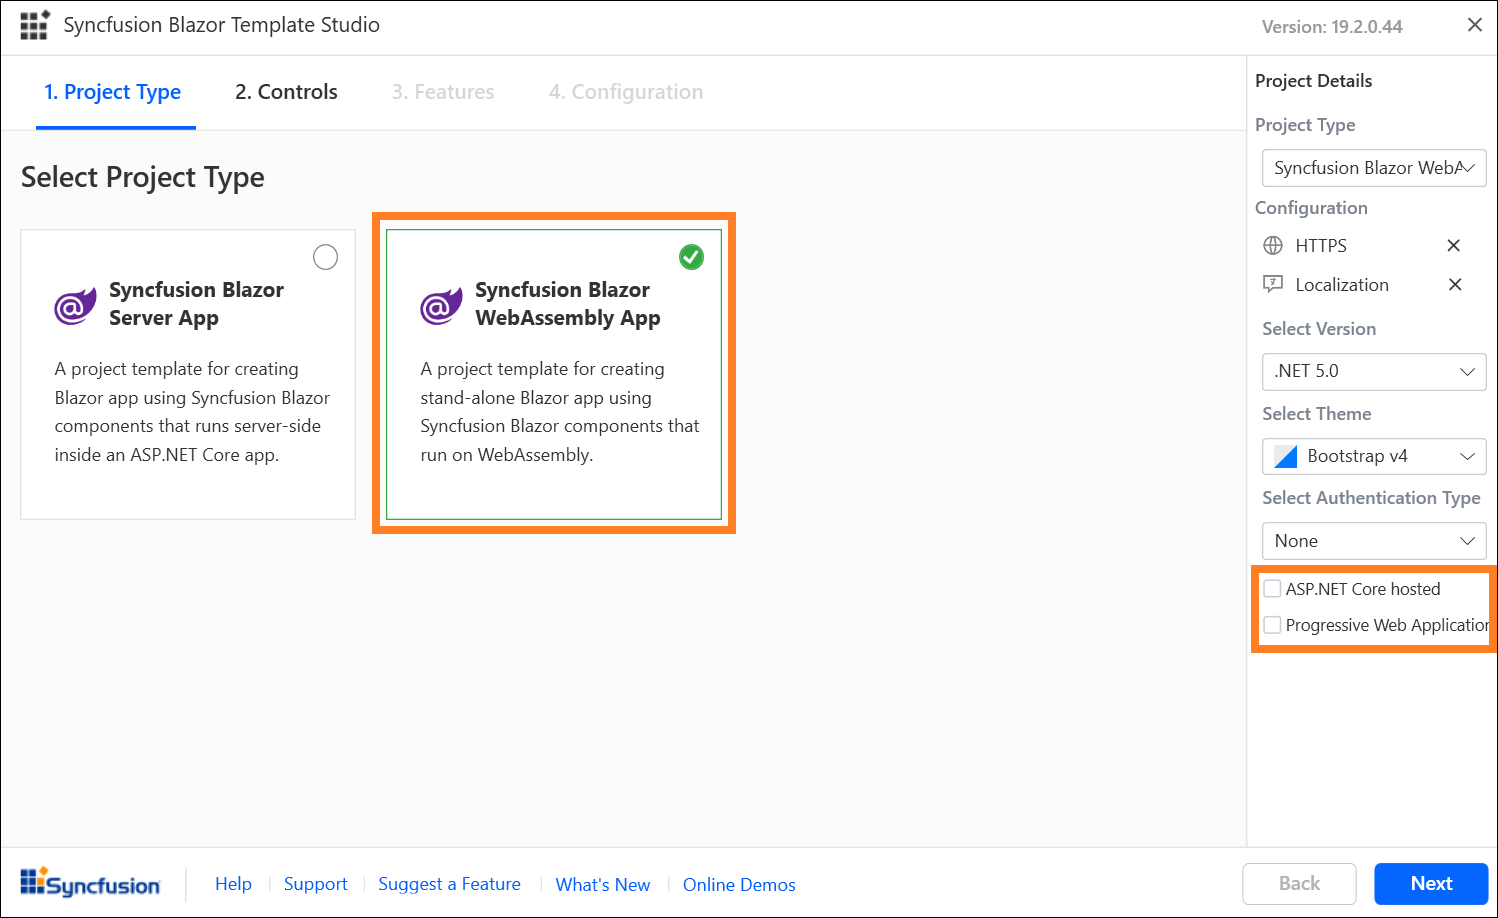 Syncfusion Blazor Template Studio
Version: 19.2.0.44
1. Project Type
2. Controls
3. Features
4. Configuration
Select Project Type
Syncfusion Blazor
Server App
A project template for creating
Blazor app using Syncfusion Blazor
components that runs server-side
inside an ASP.NET Core app.
Syncfusion Blazor
WebAssembly App
A project template for creating
stand-alone Blazor app using
Syncfusion Blazor components that
run on WebAssembly.
Project Details
Project Type
Syncfusion Blazor WebA
Configuration
HTTPS
Localization
Select Version
.NET 5.0
Select Theme
Bootstrap v4
Select Authentication Type
None
ASP.NET Core hosted
Progressive Web Application
Syncfusion
Help
Support
Suggest a Feature
What's New
Online Demos
Back
Next